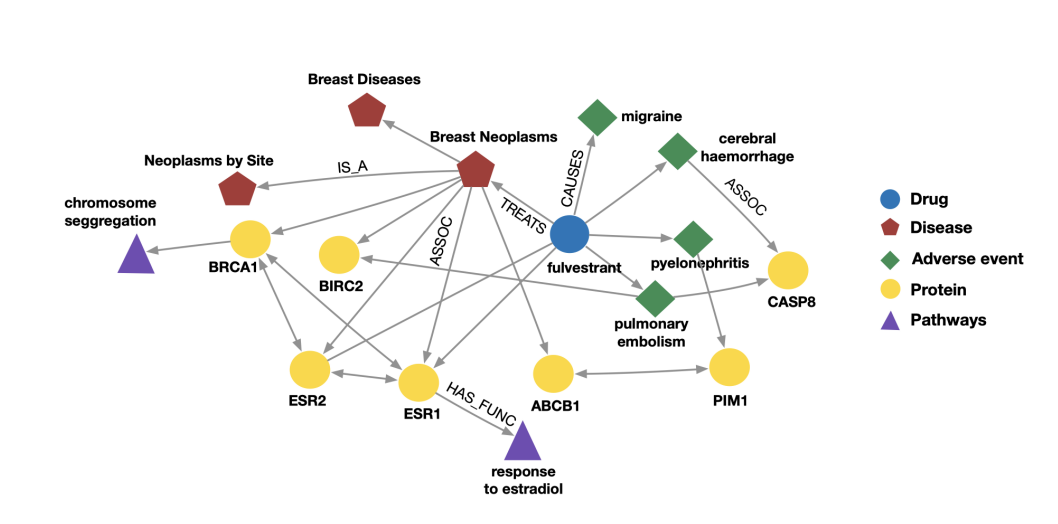 Breast Diseases
migraine
Breast Neoplasms
cerebral
haemorrhage
Neoplasms by Site
IS_A
CAUSES
ASSOC
chromosome
seggregation
TREATS
ASSOC
Drug
Disease
Adverse event
Protein
Pathways
BRCA1
BIRC2
fulvestrant
pyelonephritis
CASP8
pulmonary
embolism
ESR2
ESR1
HAS_FUNC
ABCB1
PIM1
response
to estradiol